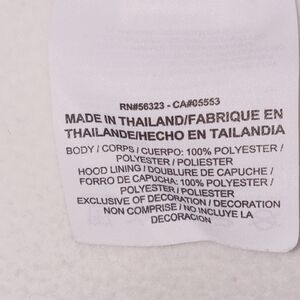 RN#56323 - CA#05553
MADE IN THAILAND/FABRIQUE EN
THAILANDE/HECHO EN TAILANDIA
BODY / CORPS / CUERPO: 100% POLYESTER /
POLYESTER / POLIESTER
HOOD LINING / DOUBLURE DE CAPUCHE /
FORRO DE CAPUCHA: 100% POLYESTER /
POLYESTER / POLIESTER
EXCLUSIVE OF DECORATION / DECORATION
NON COMPRISE / NO INCLUYE LA
DECORACION